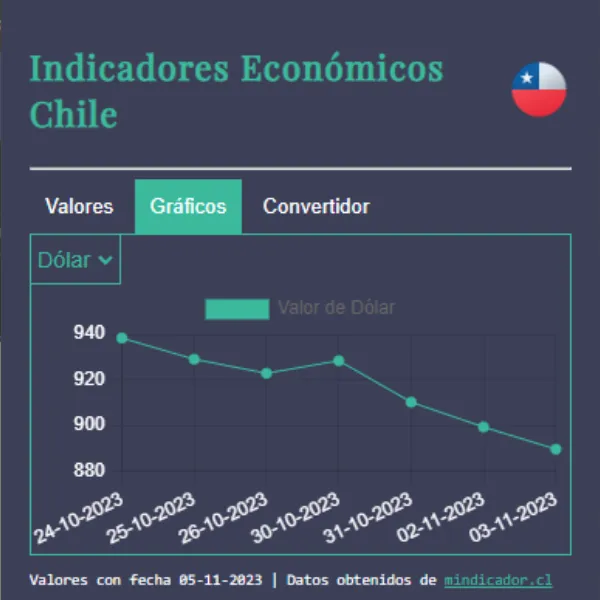 Indicadores Económicos
Chile
Valores Gráficos Convertidor
Dólar
Valor de Dólar
940
920
900
880
24-10-2023 25-10-2023 26-10-2023 30-10-2023 31-10-2023 02-11-2023 03-11-2023
Valores con fecha 05-11-2023 | Datos obtenidos de mindicador.cl